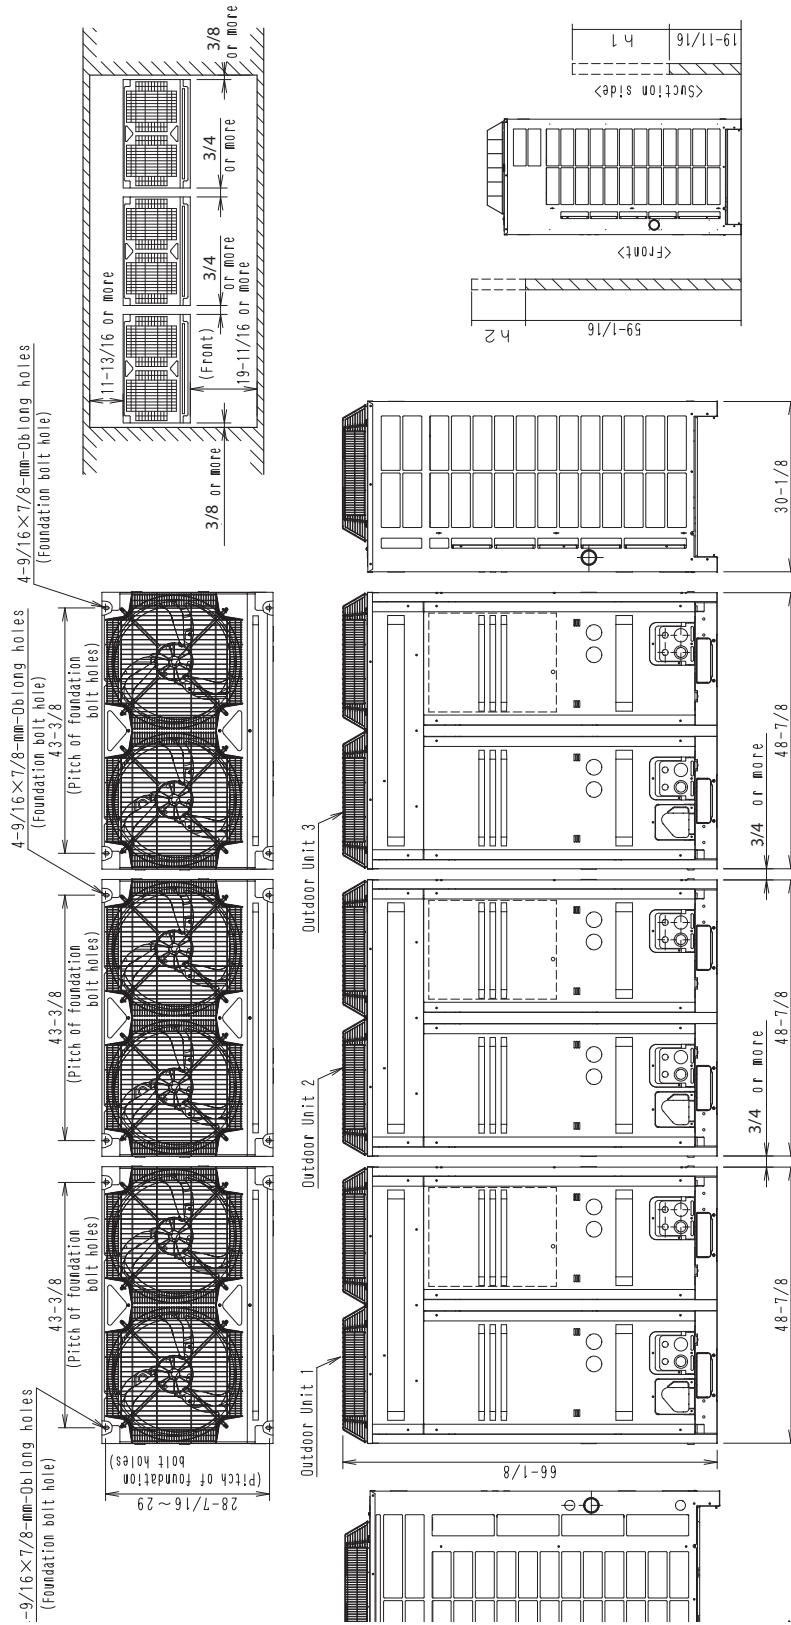 4-9/16×7/8-mm-Oblong holes
(Foundation bolt hole)
4-9/16×7/8-mm-Oblong holes
(Foundation bolt hole)
-9/16×7/8-mm-Oblong holes
(Foundation bolt hole)
43-3/8
(Pitch of foundation
bolt holes)
43-3/8
(Pitch of foundation
bolt holes)
43-3/8
(Pitch of foundation
bolt holes)
28-7/16~29
(Pitch of foundation
bolt holes)
11-13/16 or more
(Front)
19-11/16 or more
3/8 or more
3/4
or more
3/4
or more
3/8
or more
Outdoor Unit 1
Outdoor Unit 2
Outdoor Unit 3
66-1/8
48-7/8
3/4 or more
48-7/8
3/4 or more
48-7/8
30-1/8
h2
59-1/16
<Front>
<Suction side>
h1
19-11/16